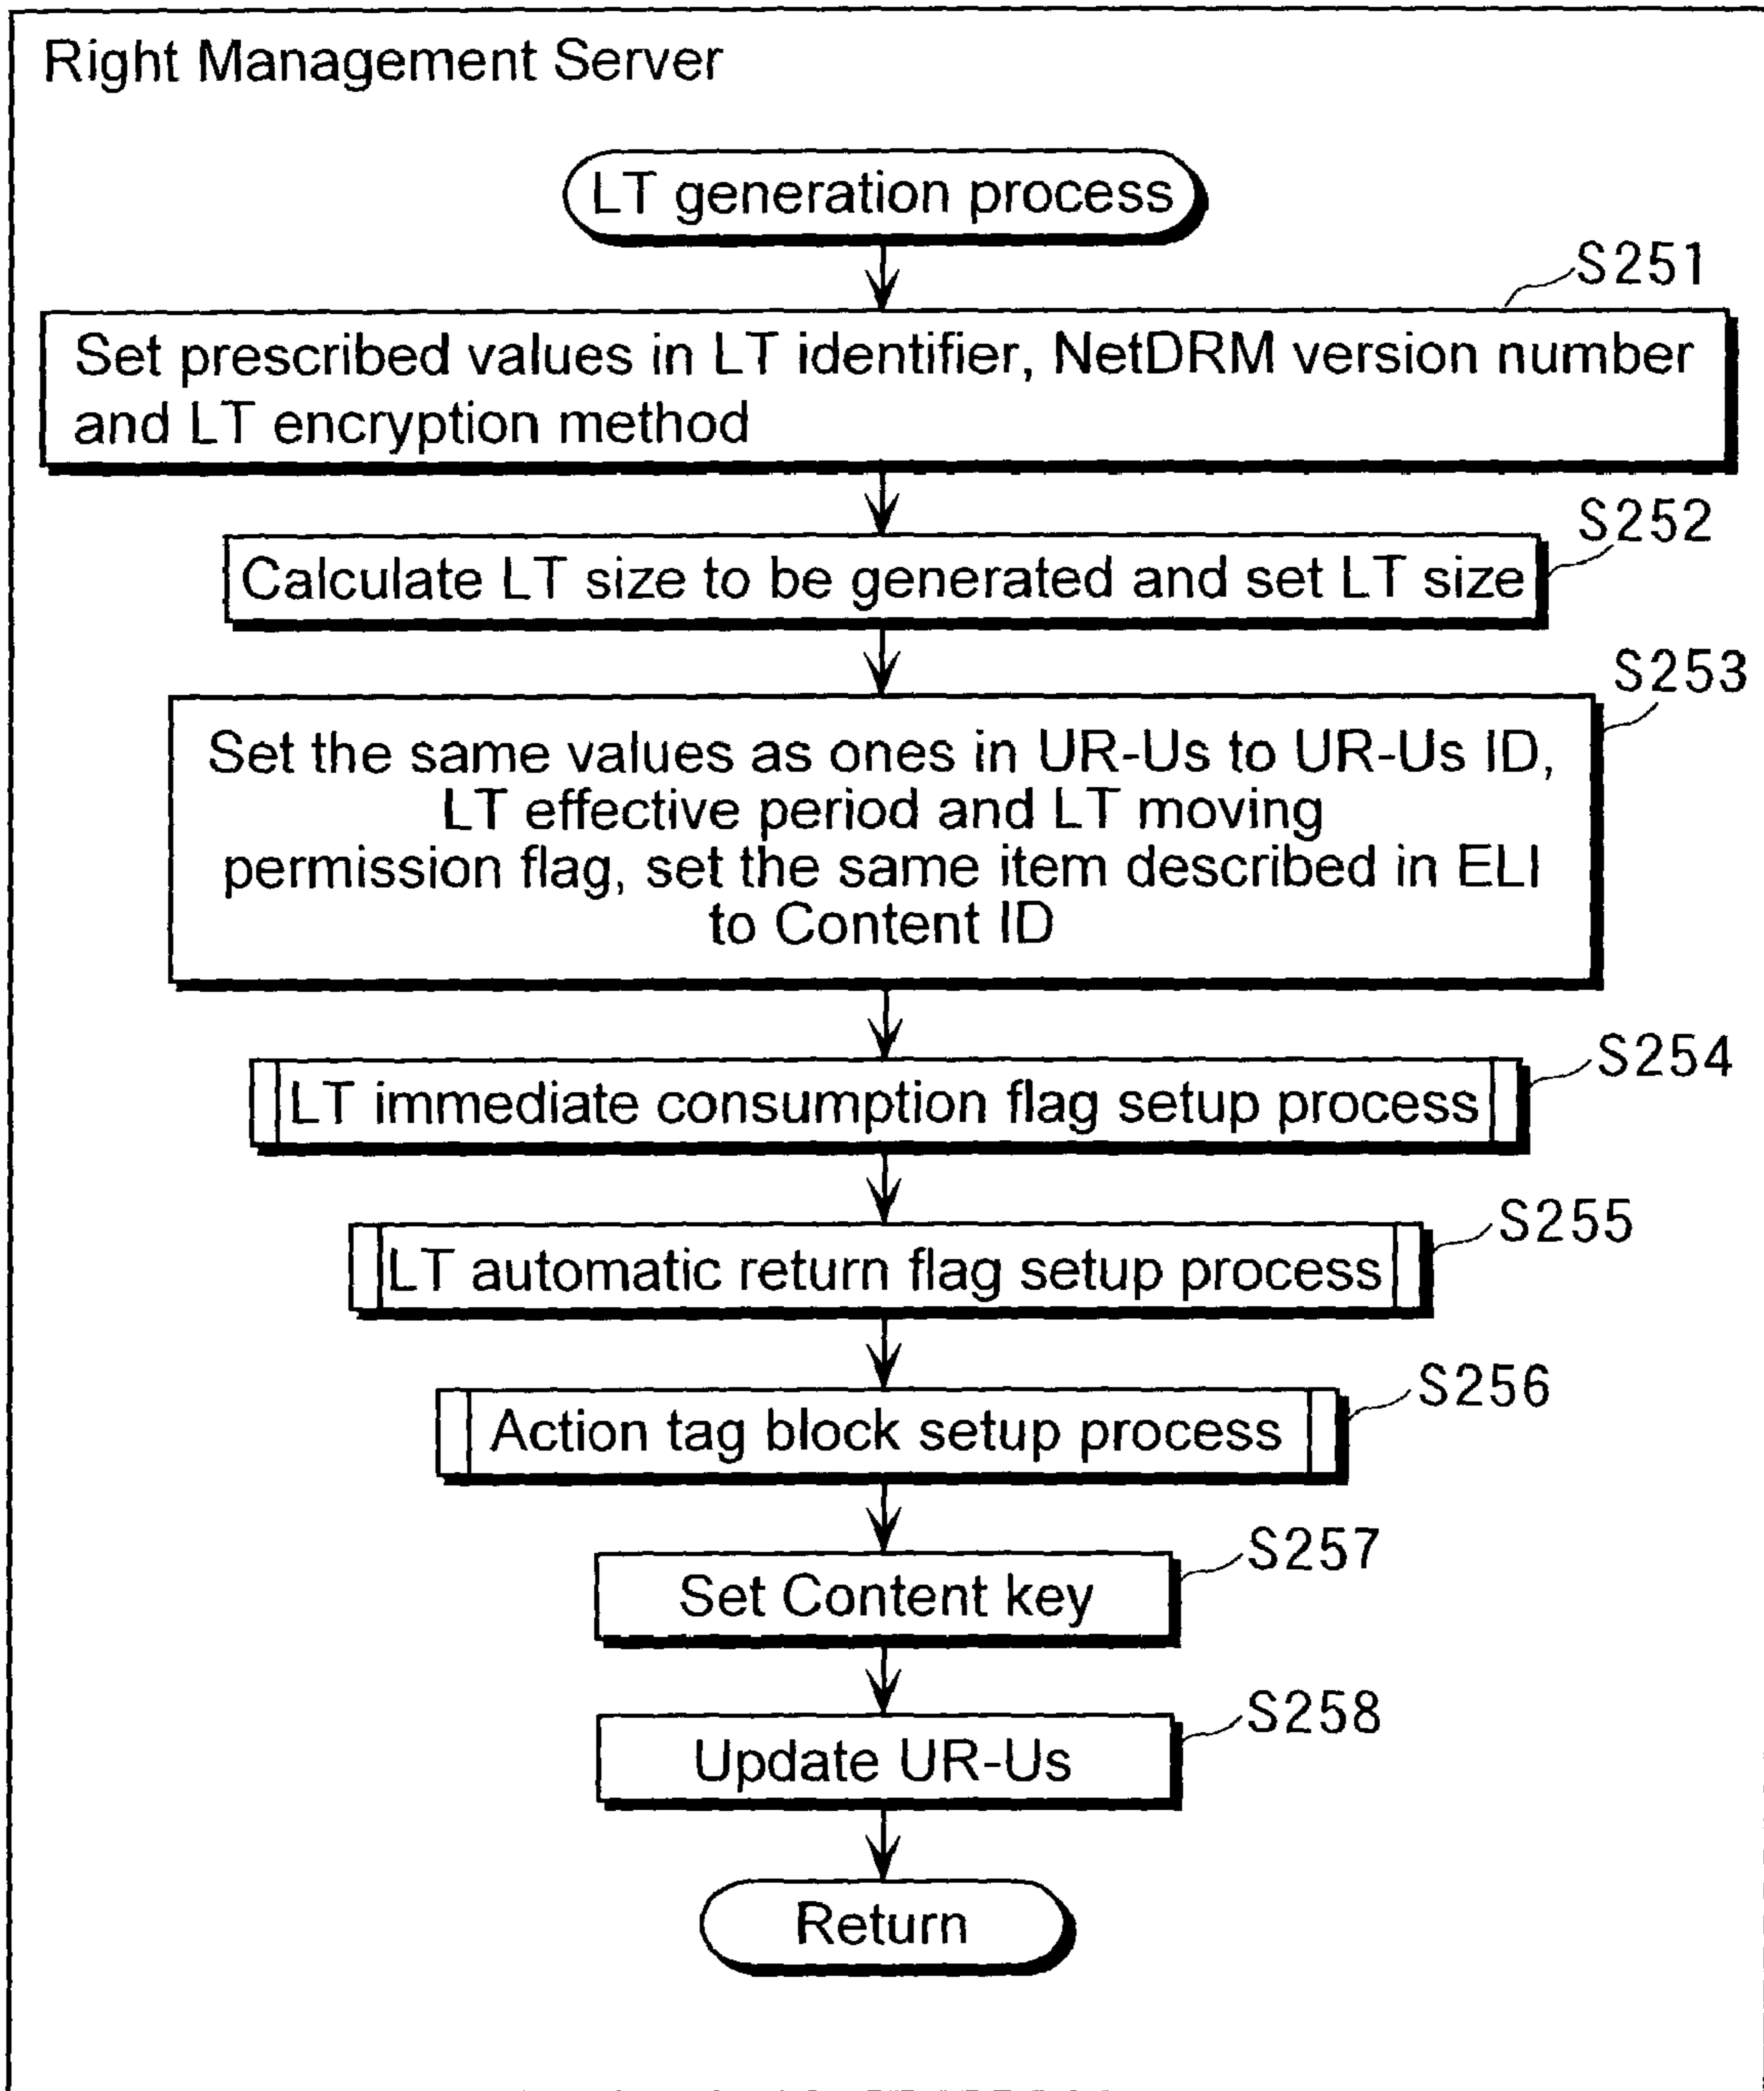 Right Management Server
LT generation process
S251
Set prescribed values in LT identifier, NetDRM version number
and LT encryption method
S252
Calculate LT size to be generated and set LT size
S253
Set the same values as ones in UR-Us to UR-Us ID,
LT effective period and LT moving
permission flag, set the same item described in ELI
to Content ID
S254
LT immediate consumption flag setup process
S255
LT automatic return flag setup process
S256
Action tag block setup process
S257
Set Content key
S258
Update UR-Us
Return